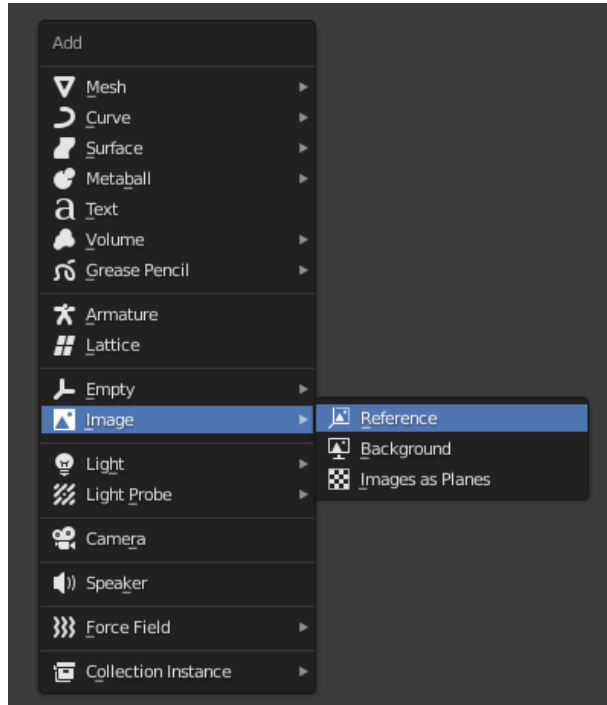 Add
Mesh
Curve
Surface
Metaball
Text
Volume
Grease Pencil
Armature
Lattice
Empty
Image
Reference
Background
Images as Planes
Light
Light Probe
Camera
Speaker
Force Field
Collection Instance